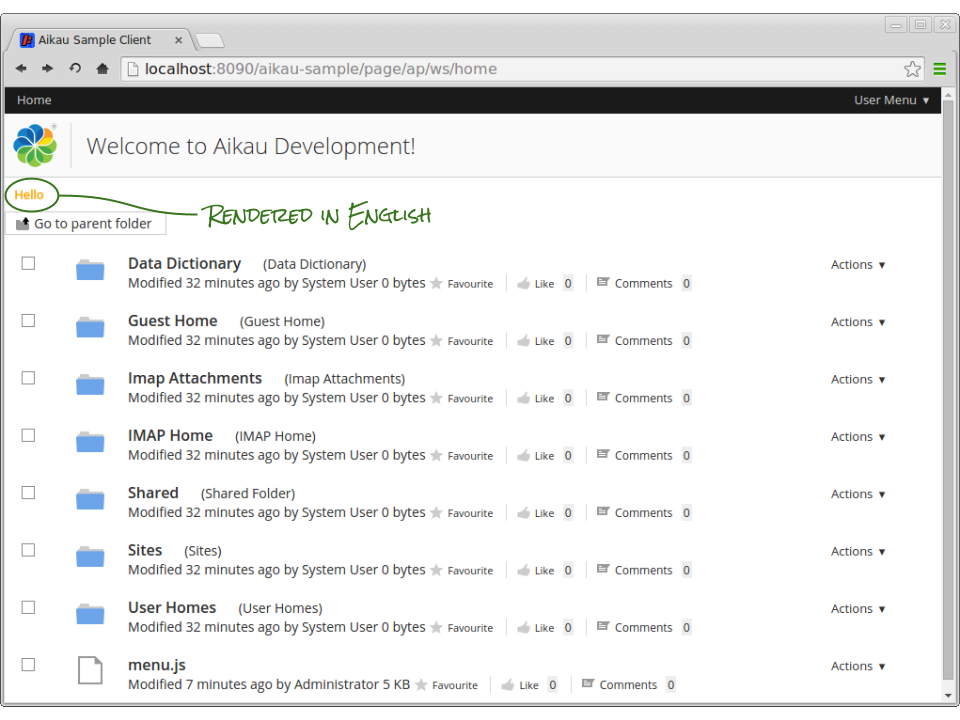 Aikau Sample Client
localhost:8090/aikau-sample/page/ap/ws/home
Home User Menu
Welcome to Aikau Development!
Hello
Rendered in English
Go to parent folder
Data Dictionary (Data Dictionary) Actions
Modified 32 minutes ago by System User 0 bytes Favourite Like 0 Comments 0
Guest Home (Guest Home) Actions
Modified 32 minutes ago by System User 0 bytes Favourite Like 0 Comments 0
Imap Attachments (Imap Attachments) Actions
Modified 32 minutes ago by System User 0 bytes Favourite Like 0 Comments 0
IMAP Home (IMAP Home) Actions
Modified 32 minutes ago by System User 0 bytes Favourite Like 0 Comments 0
Shared (Shared Folder) Actions
Modified 32 minutes ago by System User 0 bytes Favourite Like 0 Comments 0
Sites (Sites) Actions
Modified 32 minutes ago by System User 0 bytes Favourite Like 0 Comments 0
User Homes (User Homes) Actions
Modified 32 minutes ago by System User 0 bytes Favourite Like 0 Comments 0
menu.js Actions
Modified 7 minutes ago by Administrator 5 KB Favourite Like 0 Comments 0